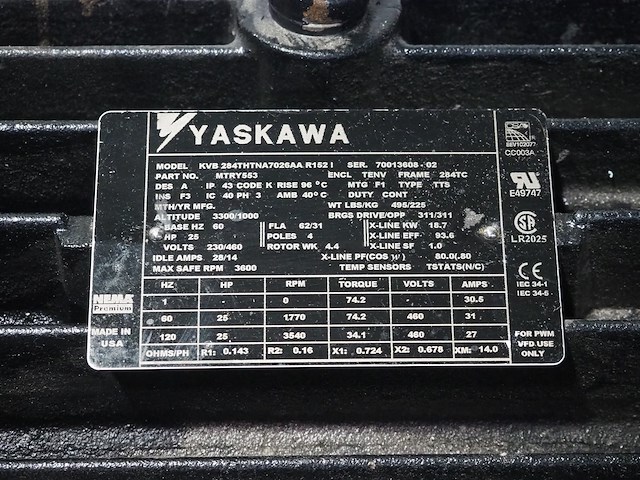 YASKAWA
MODEL KVB 284THTNA7026AA R152 I SER. 70013608 - 02
PART NO. MTRY553 ENCL TENV FRAME 284TC
DES A IP 43 CODE K RISE 96 °C MTG F1 TYPE TTS
INS F3 IC 40 PH 3 AMB 40°C DUTY CONT
MTH/YR MFG. WT LBS/KG 495/225
ALTITUDE 3300/1000 BRGS DRIVE/OPP 311/311
BASE HZ 60 FLA 62/31 X-LINE KW 18.7
HP 25 POLES 4 X-LINE EFF 93.6
VOLTS 230/460 ROTOR WK 4.4 X-LINE SF 1.0
IDLE AMPS 28/14 X-LINE PF(COS φ) 80.0/.80
MAX SAFE RPM 3600 TEMP SENSORS TSTATS(N/C)
HZ HP RPM TORQUE VOLTS AMPS
1 0 74.2 30.5
60 25 1770 74.2 460 31
120 25 3540 34.1 460 27
OHMS/PH R1: 0.143 R2: 0.16 X1: 0.724 X2: 0.678 XM: 14.0
NEMA
Premium
MADE IN
USA
CC003A
E49747
LR2025
CE
IEC 34-1
IEC 34-5
FOR PWM
VFD USE
ONLY